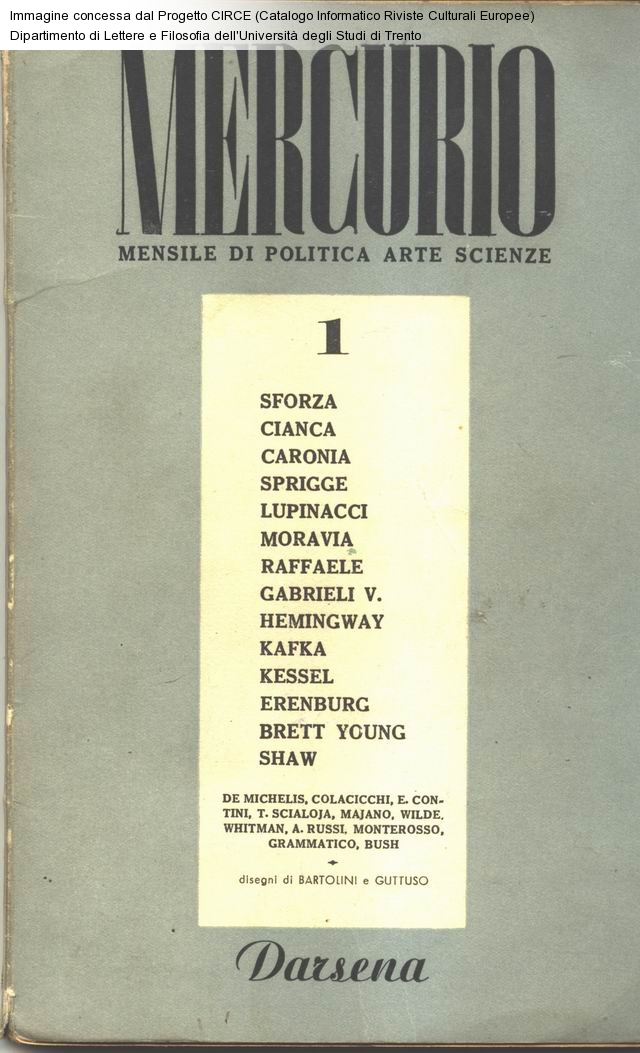 Immagine concessa dal Progetto CIRCE (Catalogo Informatico Riviste Culturali Europee)
Dipartimento di Lettere e Filosofia dell'Università degli Studi di Trento
MERCURIO
MENSILE DI POLITICA ARTE SCIENZE
1
SFORZA
CIANCA
CARONIA
SPRIGGE
LUPINACCI
MORAVIA
RAFFAELE
GABRIELI V.
HEMINGWAY
KAFKA
KESSEL
ERENBURG
BRETT YOUNG
SHAW
DE MICHELIS, COLACICCHI, E. CON-
TINI, T. SCIALOJA, MAJANO, WILDE,
WHITMAN, A. RUSSI, MONTEROSSO,
GRAMMATICO, BUSH
disegni di BARTOLINI e GUTTUSO
Darsena